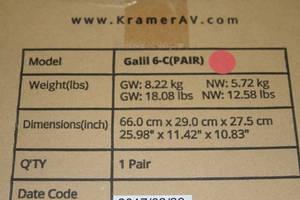 www.KramerAV.com
Model Galil 6-C(PAIR)
Weight(lbs) GW: 8.22 kg NW: 5.72 kg
GW: 18.08 lbs NW: 12.58 lbs
Dimensions(inch) 66.0 cm x 29.0 cm x 27.5 cm
25.98" x 11.42" x 10.83"
Q'TY 1 Pair
Date Code